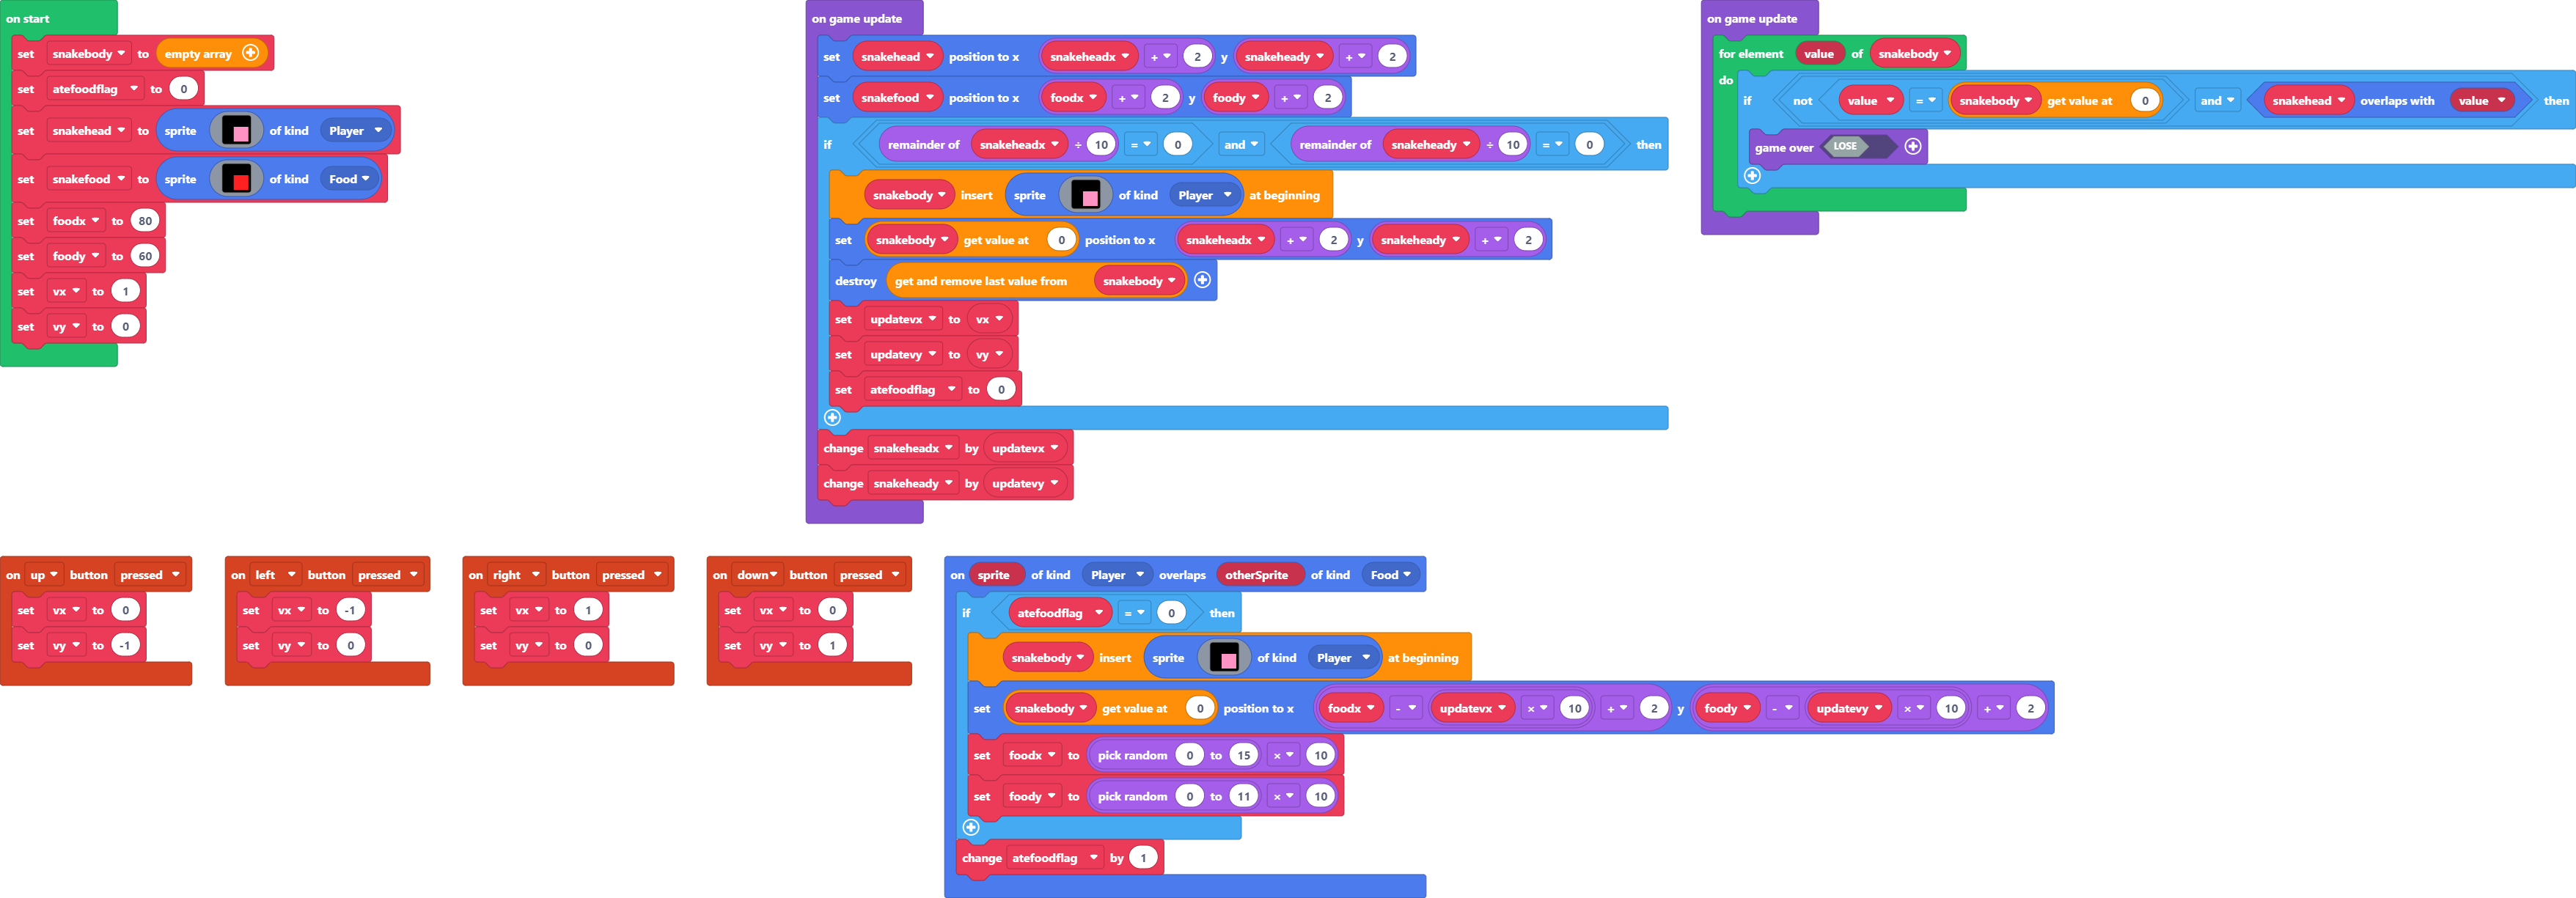 on start
set snakebody to empty array
set atefoodflag to 0
set snakehead to sprite of kind Player
set snakefood to sprite of kind Food
set foodx to 80
set foody to 60
set vx to 1
set vy to 0
on game update
set snakehead position to x snakeheadx + 2 y snakeheady + 2
set snakefood position to x foodx + 2 y foody + 2
if remainder of snakeheadx ÷ 10 = 0 and remainder of snakeheady ÷ 10 = 0 then
snakebody insert sprite of kind Player at beginning
set snakebody get value at 0 position to x snakeheadx + 2 y snakeheady + 2
destroy get and remove last value from snakebody
set updatevx to vx
set updatevy to vy
set atefoodflag to 0
change snakeheadx by updatevx
change snakeheady by updatevy
on game update
for element value of snakebody
do
if not value = snakebody get value at 0 and snakehead overlaps with value then
game over LOSE
on up button pressed
set vx to 0
set vy to -1
on left button pressed
set vx to -1
set vy to 0
on right button pressed
set vx to 1
set vy to 0
on down button pressed
set vx to 0
set vy to 1
on sprite of kind Player overlaps otherSprite of kind Food
if atefoodflag = 0 then
snakebody insert sprite of kind Player at beginning
set snakebody get value at 0 position to x foodx - updatevx × 10 + 2 y foody - updatevy × 10 + 2
set foodx to pick random 0 to 15 × 10
set foody to pick random 0 to 11 × 10
change atefoodflag by 1